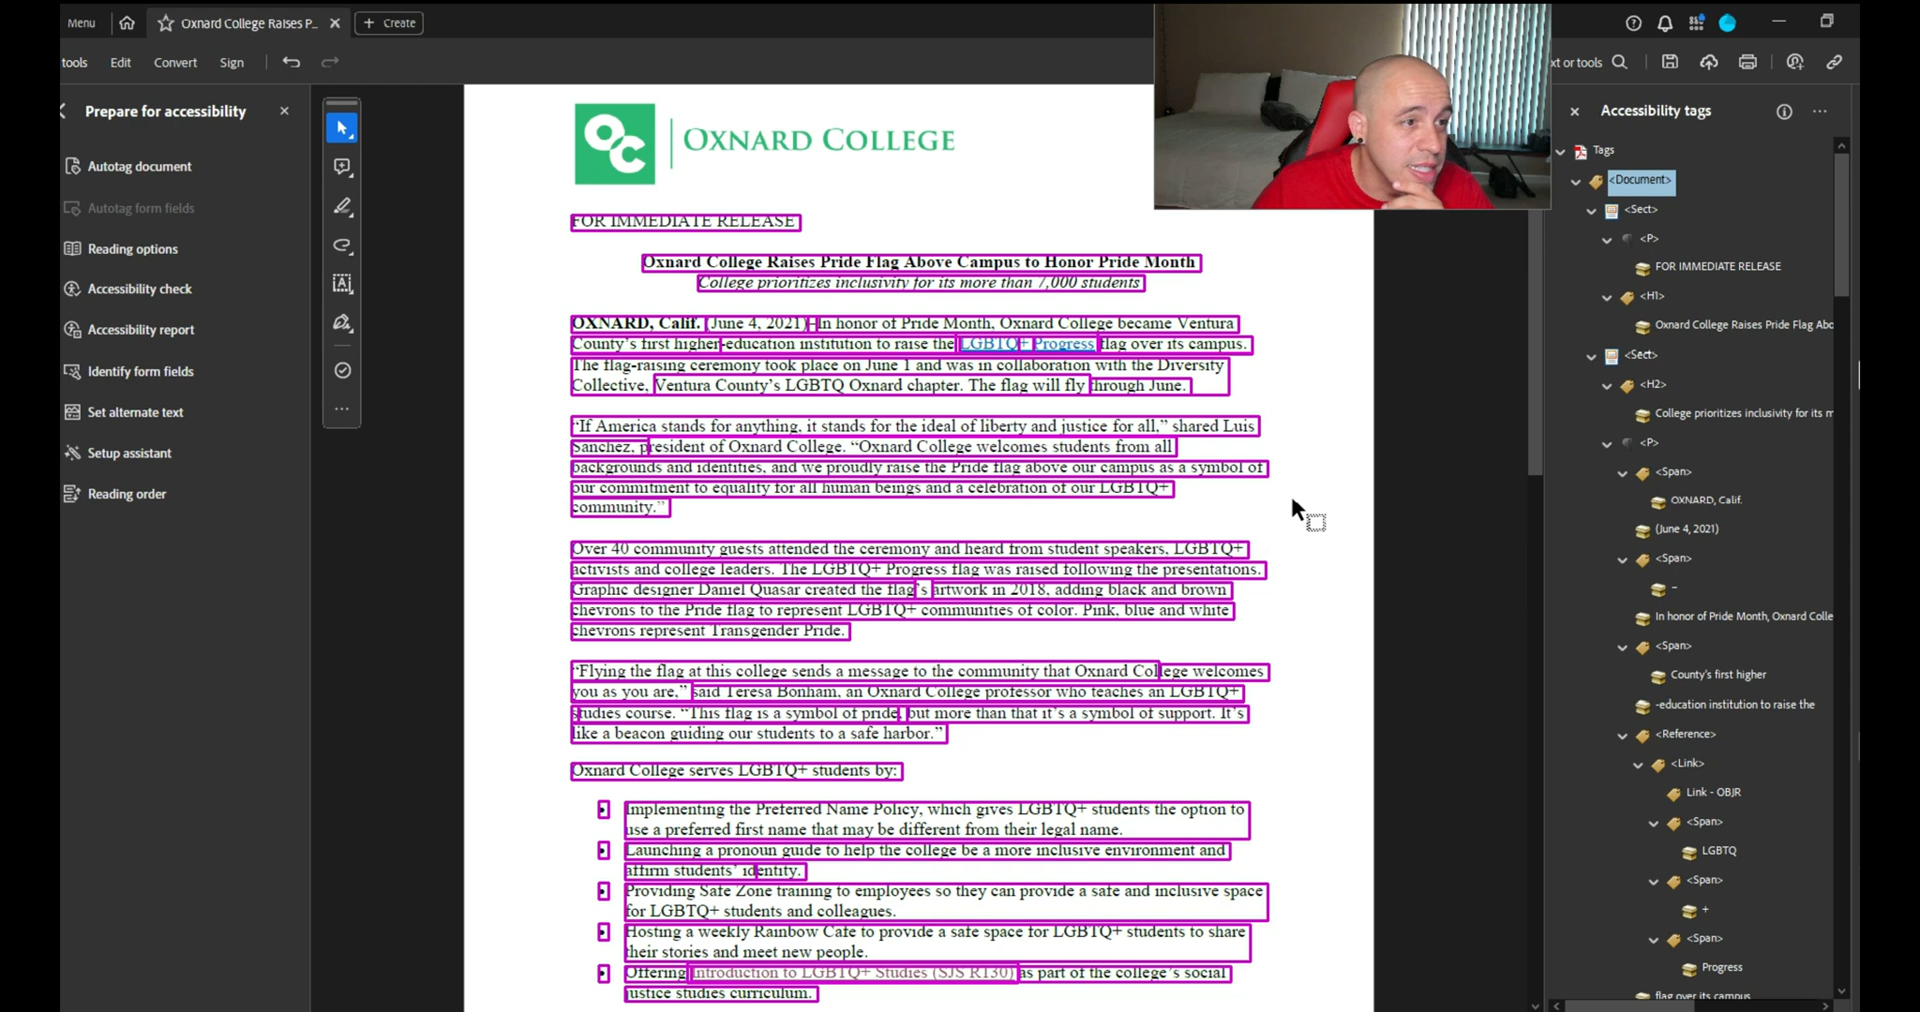 Menu
Oxnard College Raises P...
Create
tools
Edit
Convert
Sign
xt or tools
Prepare for accessibility
Autotag document
Autotag form fields
Reading options
Accessibility check
Accessibility report
Identify form fields
Set alternate text
Setup assistant
Reading order
OC
OXNARD COLLEGE
FOR IMMEDIATE RELEASE
Oxnard College Raises Pride Flag Above Campus to Honor Pride Month
College prioritizes inclusivity for its more than 7,000 students
OXNARD, Calif. (June 4, 2021)–In honor of Pride Month, Oxnard College became Ventura
County’s first higher-education institution to raise the LGBTQ+ Progress flag over its campus.
The flag-raising ceremony took place on June 1 and was in collaboration with the Diversity
Collective, Ventura County’s LGBTQ Oxnard chapter. The flag will fly through June.
“If America stands for anything, it stands for the ideal of liberty and justice for all,” shared Luis
Sanchez, president of Oxnard College. “Oxnard College welcomes students from all
backgrounds and identities, and we proudly raise the Pride flag above our campus as a symbol of
our commitment to equality for all human beings and a celebration of our LGBTQ+
community.”
Over 40 community guests attended the ceremony and heard from student speakers, LGBTQ+
activists and college leaders. The LGBTQ+ Progress flag was raised following the presentations.
Graphic designer Daniel Quasar created the flag’s artwork in 2018, adding black and brown
chevrons to the Pride flag to represent LGBTQ+ communities of color. Pink, blue and white
chevrons represent Transgender Pride.
“Flying the flag at this college sends a message to the community that Oxnard College welcomes
you as you are,” said Teresa Bonham, an Oxnard College professor who teaches an LGBTQ+
studies course. “This flag is a symbol of pride, but more than that it’s a symbol of support. It’s
like a beacon guiding our students to a safe harbor.”
Oxnard College serves LGBTQ+ students by:
• Implementing the Preferred Name Policy, which gives LGBTQ+ students the option to
use a preferred first name that may be different from their legal name.
• Launching a pronoun guide to help the college be a more inclusive environment and
affirm students’ identity.
• Providing Safe Zone training to employees so they can provide a safe and inclusive space
for LGBTQ+ students and colleagues.
• Hosting a weekly Rainbow Cafe to provide a safe space for LGBTQ+ students to share
their stories and meet new people.
• Offering Introduction to LGBTQ+ Studies (SJS R130) as part of the college’s social
justice studies curriculum.
Accessibility tags
Tags
<Document>
<Sect>
<P>
FOR IMMEDIATE RELEASE
<H1>
Oxnard College Raises Pride Flag Abo
<Sect>
<H2>
College prioritizes inclusivity for its m
<P>
<Span>
OXNARD, Calif.
(June 4, 2021)
<Span>
–
In honor of Pride Month, Oxnard Colle
<Span>
County’s first higher
-education institution to raise the
<Reference>
<Link>
Link - OBJR
<Span>
LGBTQ
<Span>
+
<Span>
Progress
flag over its campus.